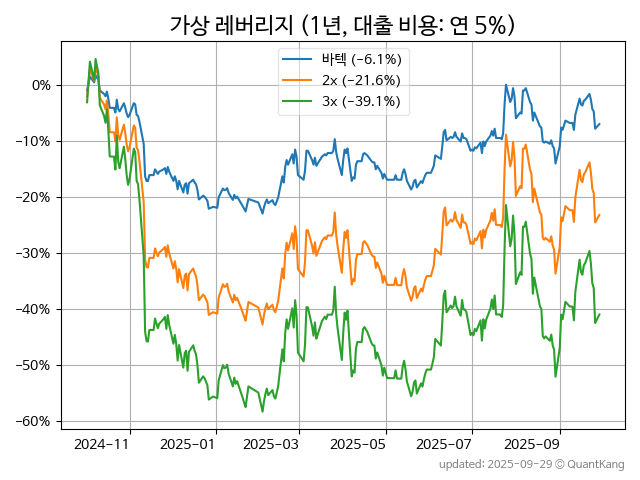 가상 레버리지 (1년, 대출 비용: 연 5%)
바텍 (−6.1%)
2x (−21.6%)
3x (−39.1%)
0%
−10%
−20%
−30%
−40%
−50%
−60%
2024-11 2025-01 2025-03 2025-05 2025-07 2025-09
updated: 2025-09-29 © QuantKang